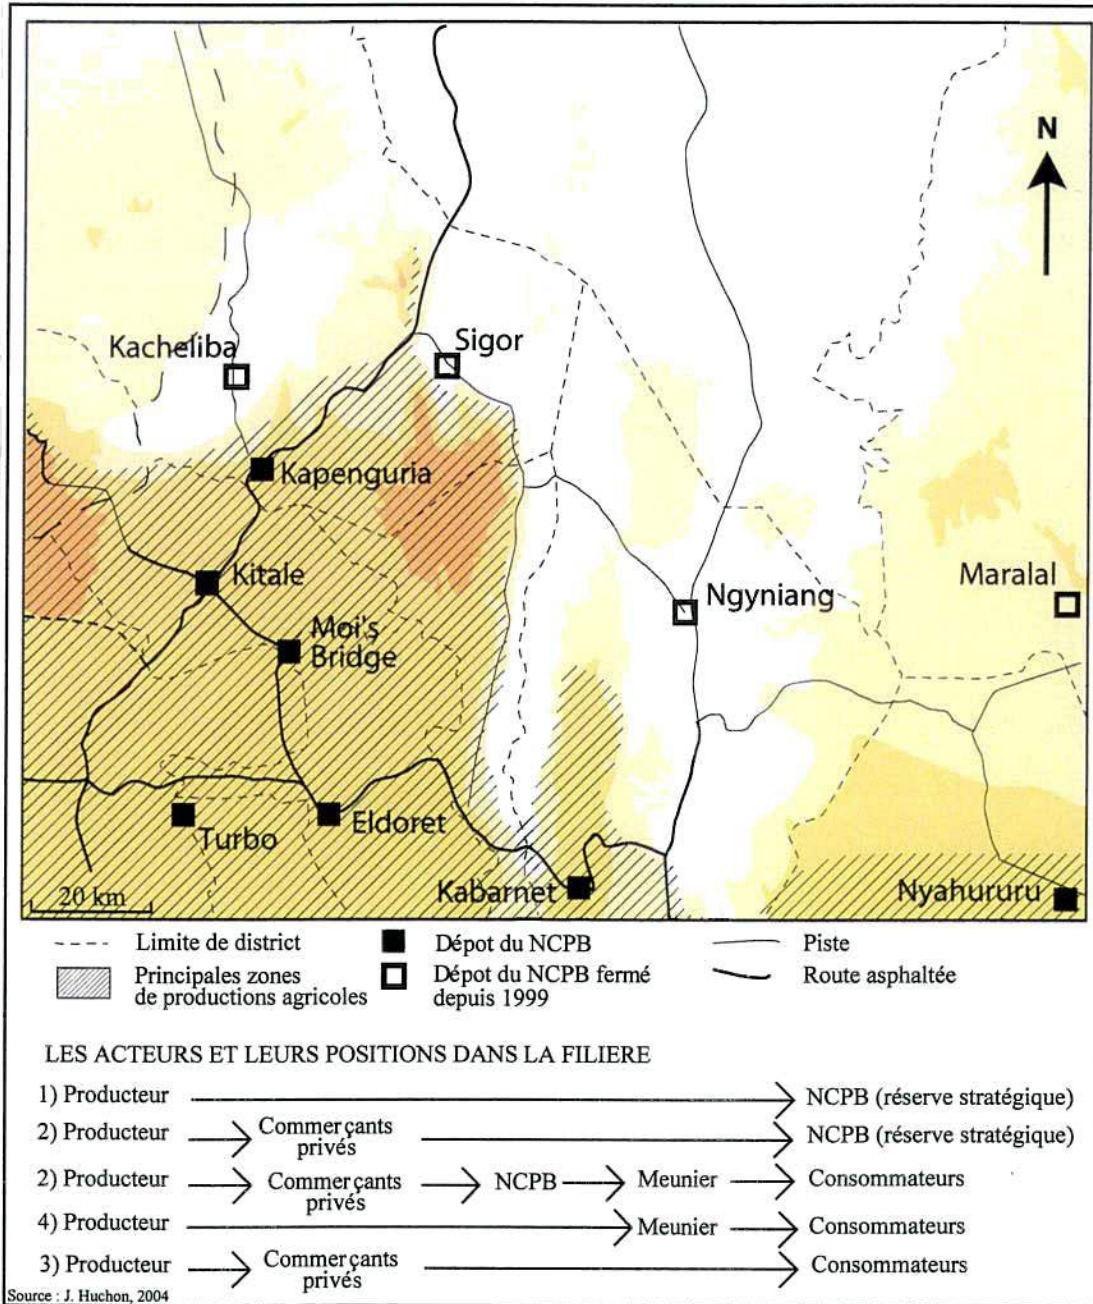 N
Kacheliba
Sigor
Kapenguria
Kitale
Ngyniang
Maralal
Moi's
Bridge
Turbo
Eldoret
Kabarnet
Nyahururu
20 km
Limite de district
Dépot du NCPB
Piste
Principales zones
de productions agricoles
Dépot du NCPB fermé
depuis 1999
Route asphaltée
LES ACTEURS ET LEURS POSITIONS DANS LA FILIERE
1) Producteur NCPB (réserve stratégique)
2) Producteur Commerçants privés NCPB (réserve stratégique)
2) Producteur Commerçants privés NCPB Meunier Consommateurs
4) Producteur Meunier Consommateurs
3) Producteur Commerçants privés Consommateurs
Source : J. Huchon, 2004